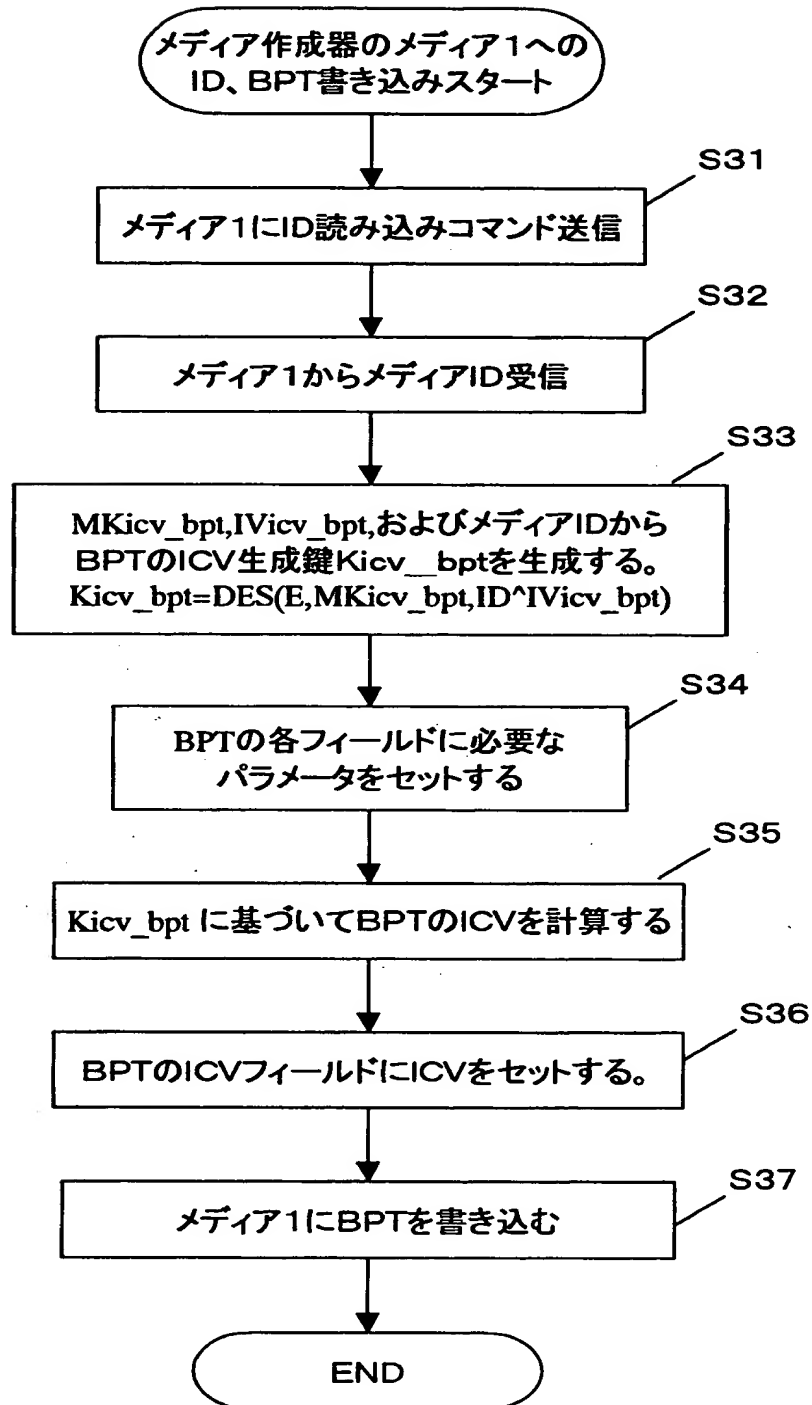 メディア作成器のメディア1への
ID、BPT書き込みスタート
S31
メディア1にID読み込みコマンド送信
S32
メディア1からメディアID受信
S33
MKicv_bpt,IVicv_bpt,およびメディアIDから
BPTのICV生成鍵Kicv__bptを生成する。
Kicv_bpt=DES(E,MKicv_bpt,ID^IVicv_bpt)
S34
BPTの各フィールドに必要な
パラメータをセットする
S35
Kicv_bpt に基づいてBPTのICVを計算する
S36
BPTのICVフィールドにICVをセットする。
S37
メディア1にBPTを書き込む
END